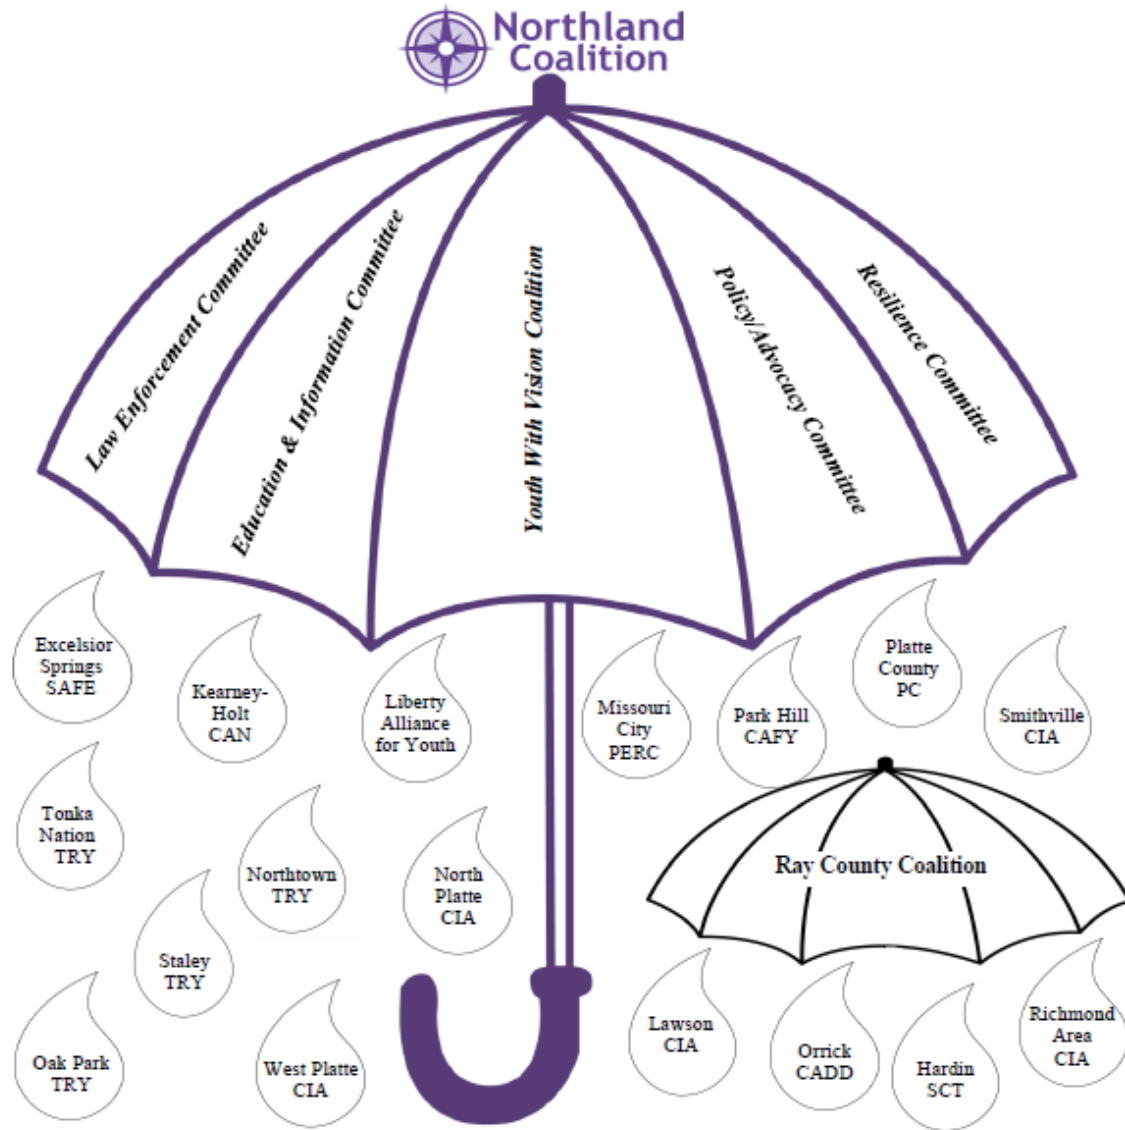 Northland
Coalition
Law Enforcement Committee
Education & Information Committee
Youth With Vision Coalition
Policy/Advocacy Committee
Resilience Committee
Excelsior
Springs
SAFE
Kearney-
Holt
CAN
Liberty
Alliance
for Youth
Missouri
City
PERC
Park Hill
CAFY
Platte
County
PC
Smithville
CIA
Tonka
Nation
TRY
Northtown
TRY
North
Platte
CIA
Ray County Coalition
Staley
TRY
Oak Park
TRY
West Platte
CIA
Lawson
CIA
Orrick
CADD
Hardin
SCT
Richmond
Area
CIA